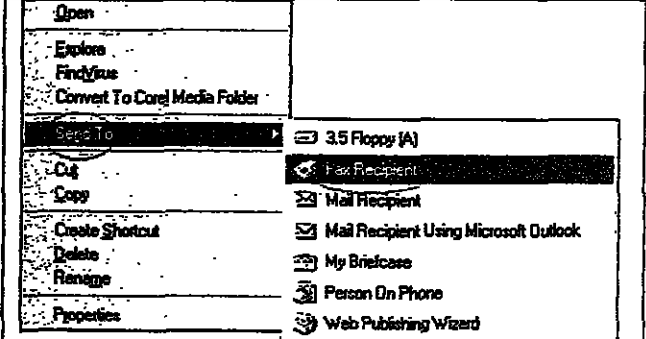 Open
Explore
FindVirus
Convert To Corel Media Folder
Send To
Cut
Copy
Create Shortcut
Delete
Rename
Properties
3.5 Floppy (A)
Fax Recipient
Mail Recipient
Mail Recipient Using Microsoft Outlook
My Briefcase
Person On Phone
Web Publishing Wizard